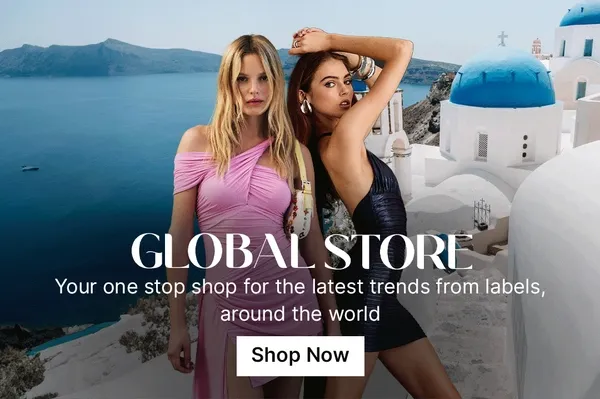 GLOBAL STORE
Your one stop shop for the latest trends from labels,
around the world
Shop Now